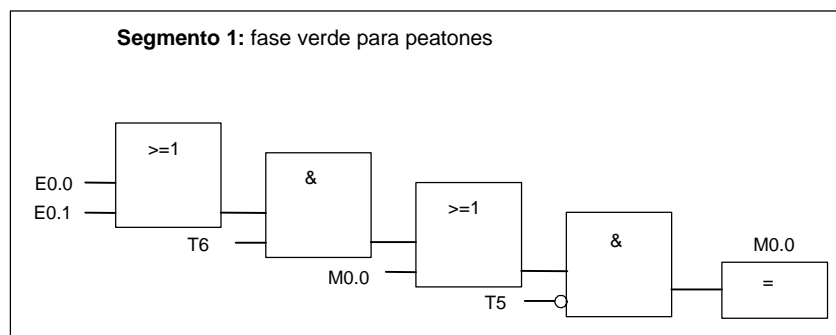 Segmento 1: fase verde para peatones
>=1
E0.0
E0.1
&
T6
>=1
M0.0
&
T5
M0.0
=